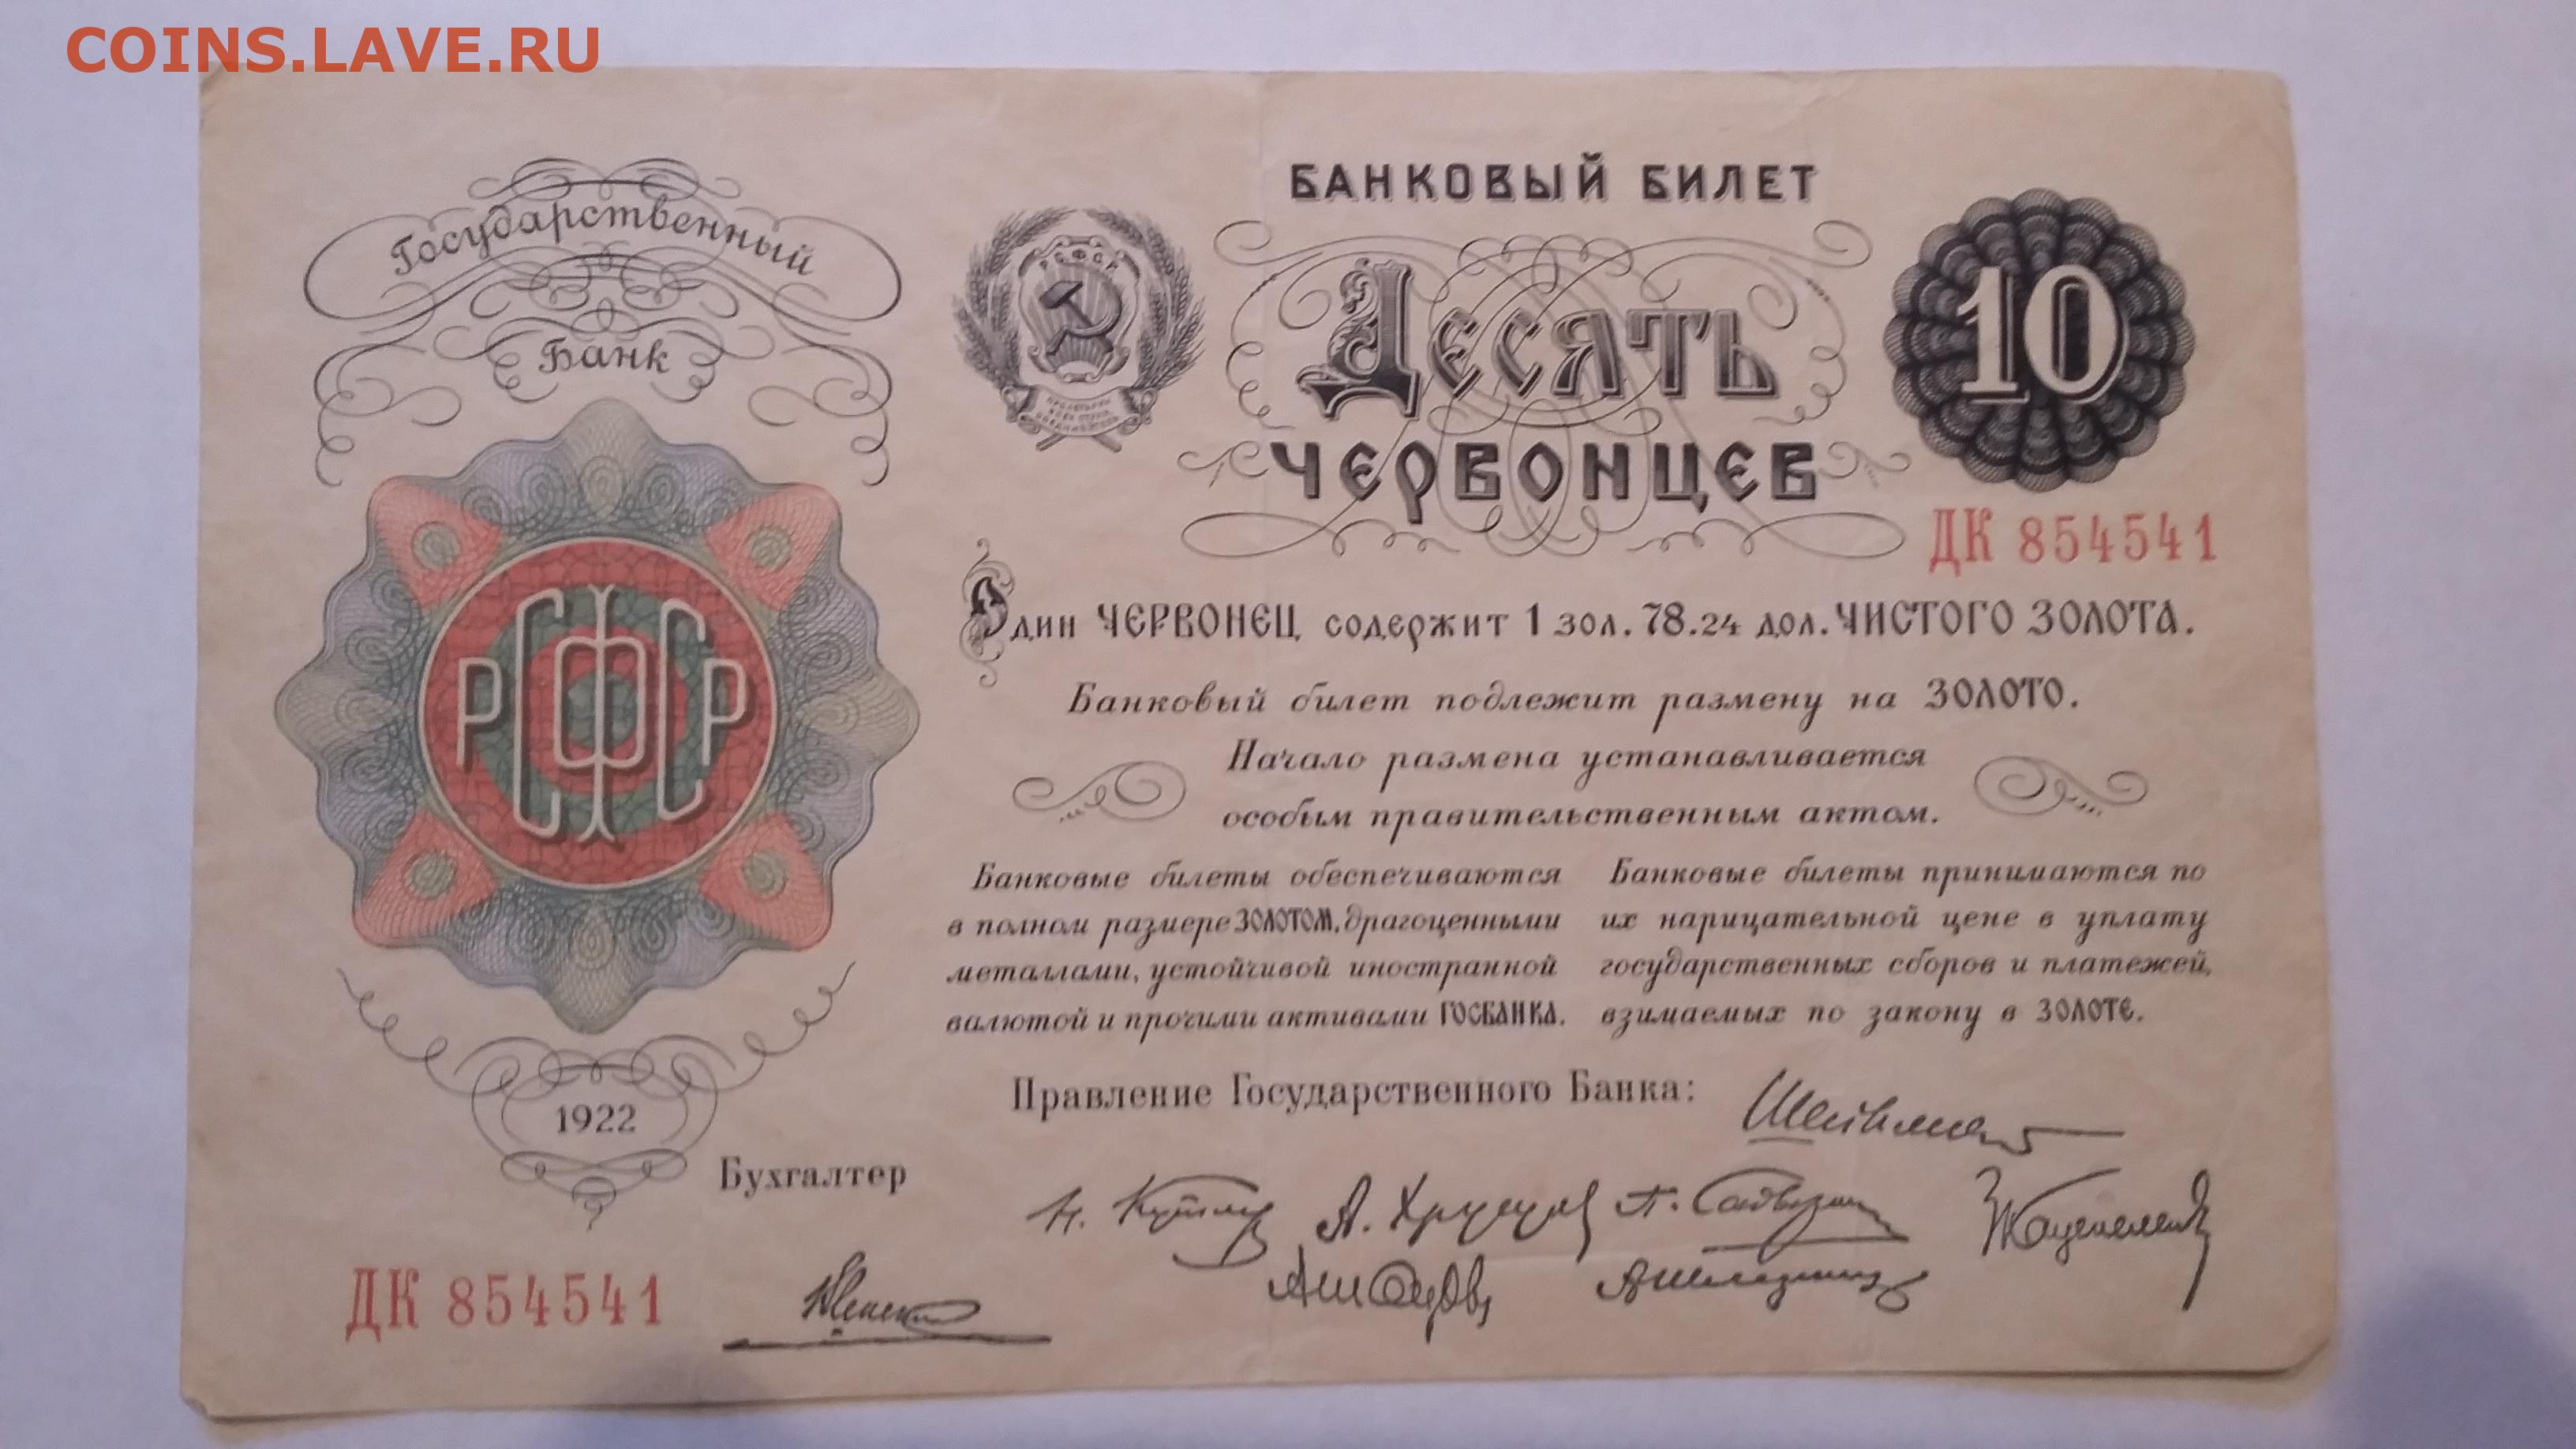 COINS.LAVE.RU
Государственный
Банк
РСФСР
1922
Бухгалтер
ДК 854541
БАНКОВЫЙ БИЛЕТ
РСФСР
Десять
ЧЕРВОНЦЕВ
10
ДК 854541
Один ЧЕРВОНЕЦ содержит 1 зол. 78.24 дол. ЧИСТОГО ЗОЛОТА.
Банковый билет подлежит размену на ЗОЛОТО.
Начало размена устанавливается
особым правительственным актом.
Банковые билеты обеспечиваются
в полном размере ЗОЛОТОМ, драгоценными
металлами, устойчивой иностранной
валютой и прочими активами ГОСБАНКА.
Банковые билеты принимаются по
их нарицательной цене в уплату
государственных сборов и платежей,
взимаемых по закону в ЗОЛОТЕ.
Правление Государственного Банка: